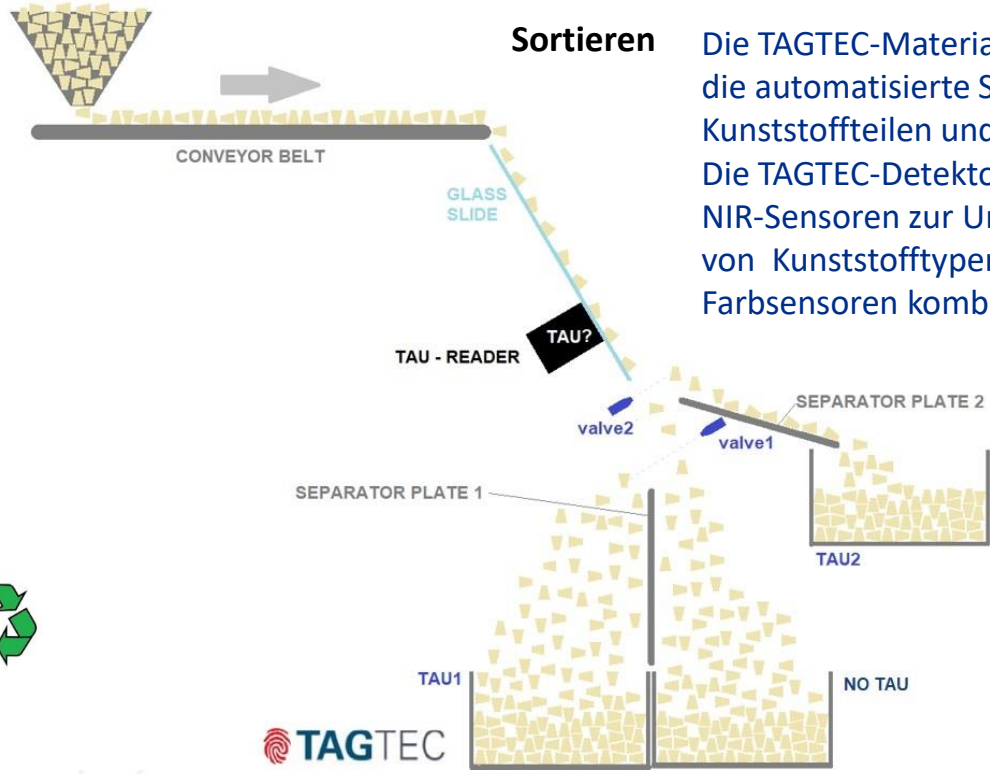 Sortieren
Die TAGTEC-Materia
die automatisierte S
Kunststoffteilen und
Die TAGTEC-Detekto
NIR-Sensoren zur Un
von Kunststofftypen
Farbsensoren komb
CONVEYOR BELT
GLASS
SLIDE
TAU?
TAU - READER
SEPARATOR PLATE 2
valve2
valve1
SEPARATOR PLATE 1
TAU2
TAU1
NO TAU
TAGTEC